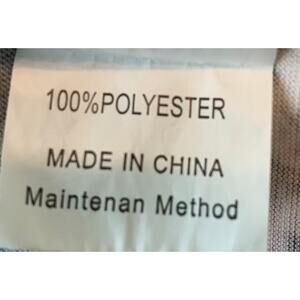 100%POLYESTER
MADE IN CHINA
Maintenan Method